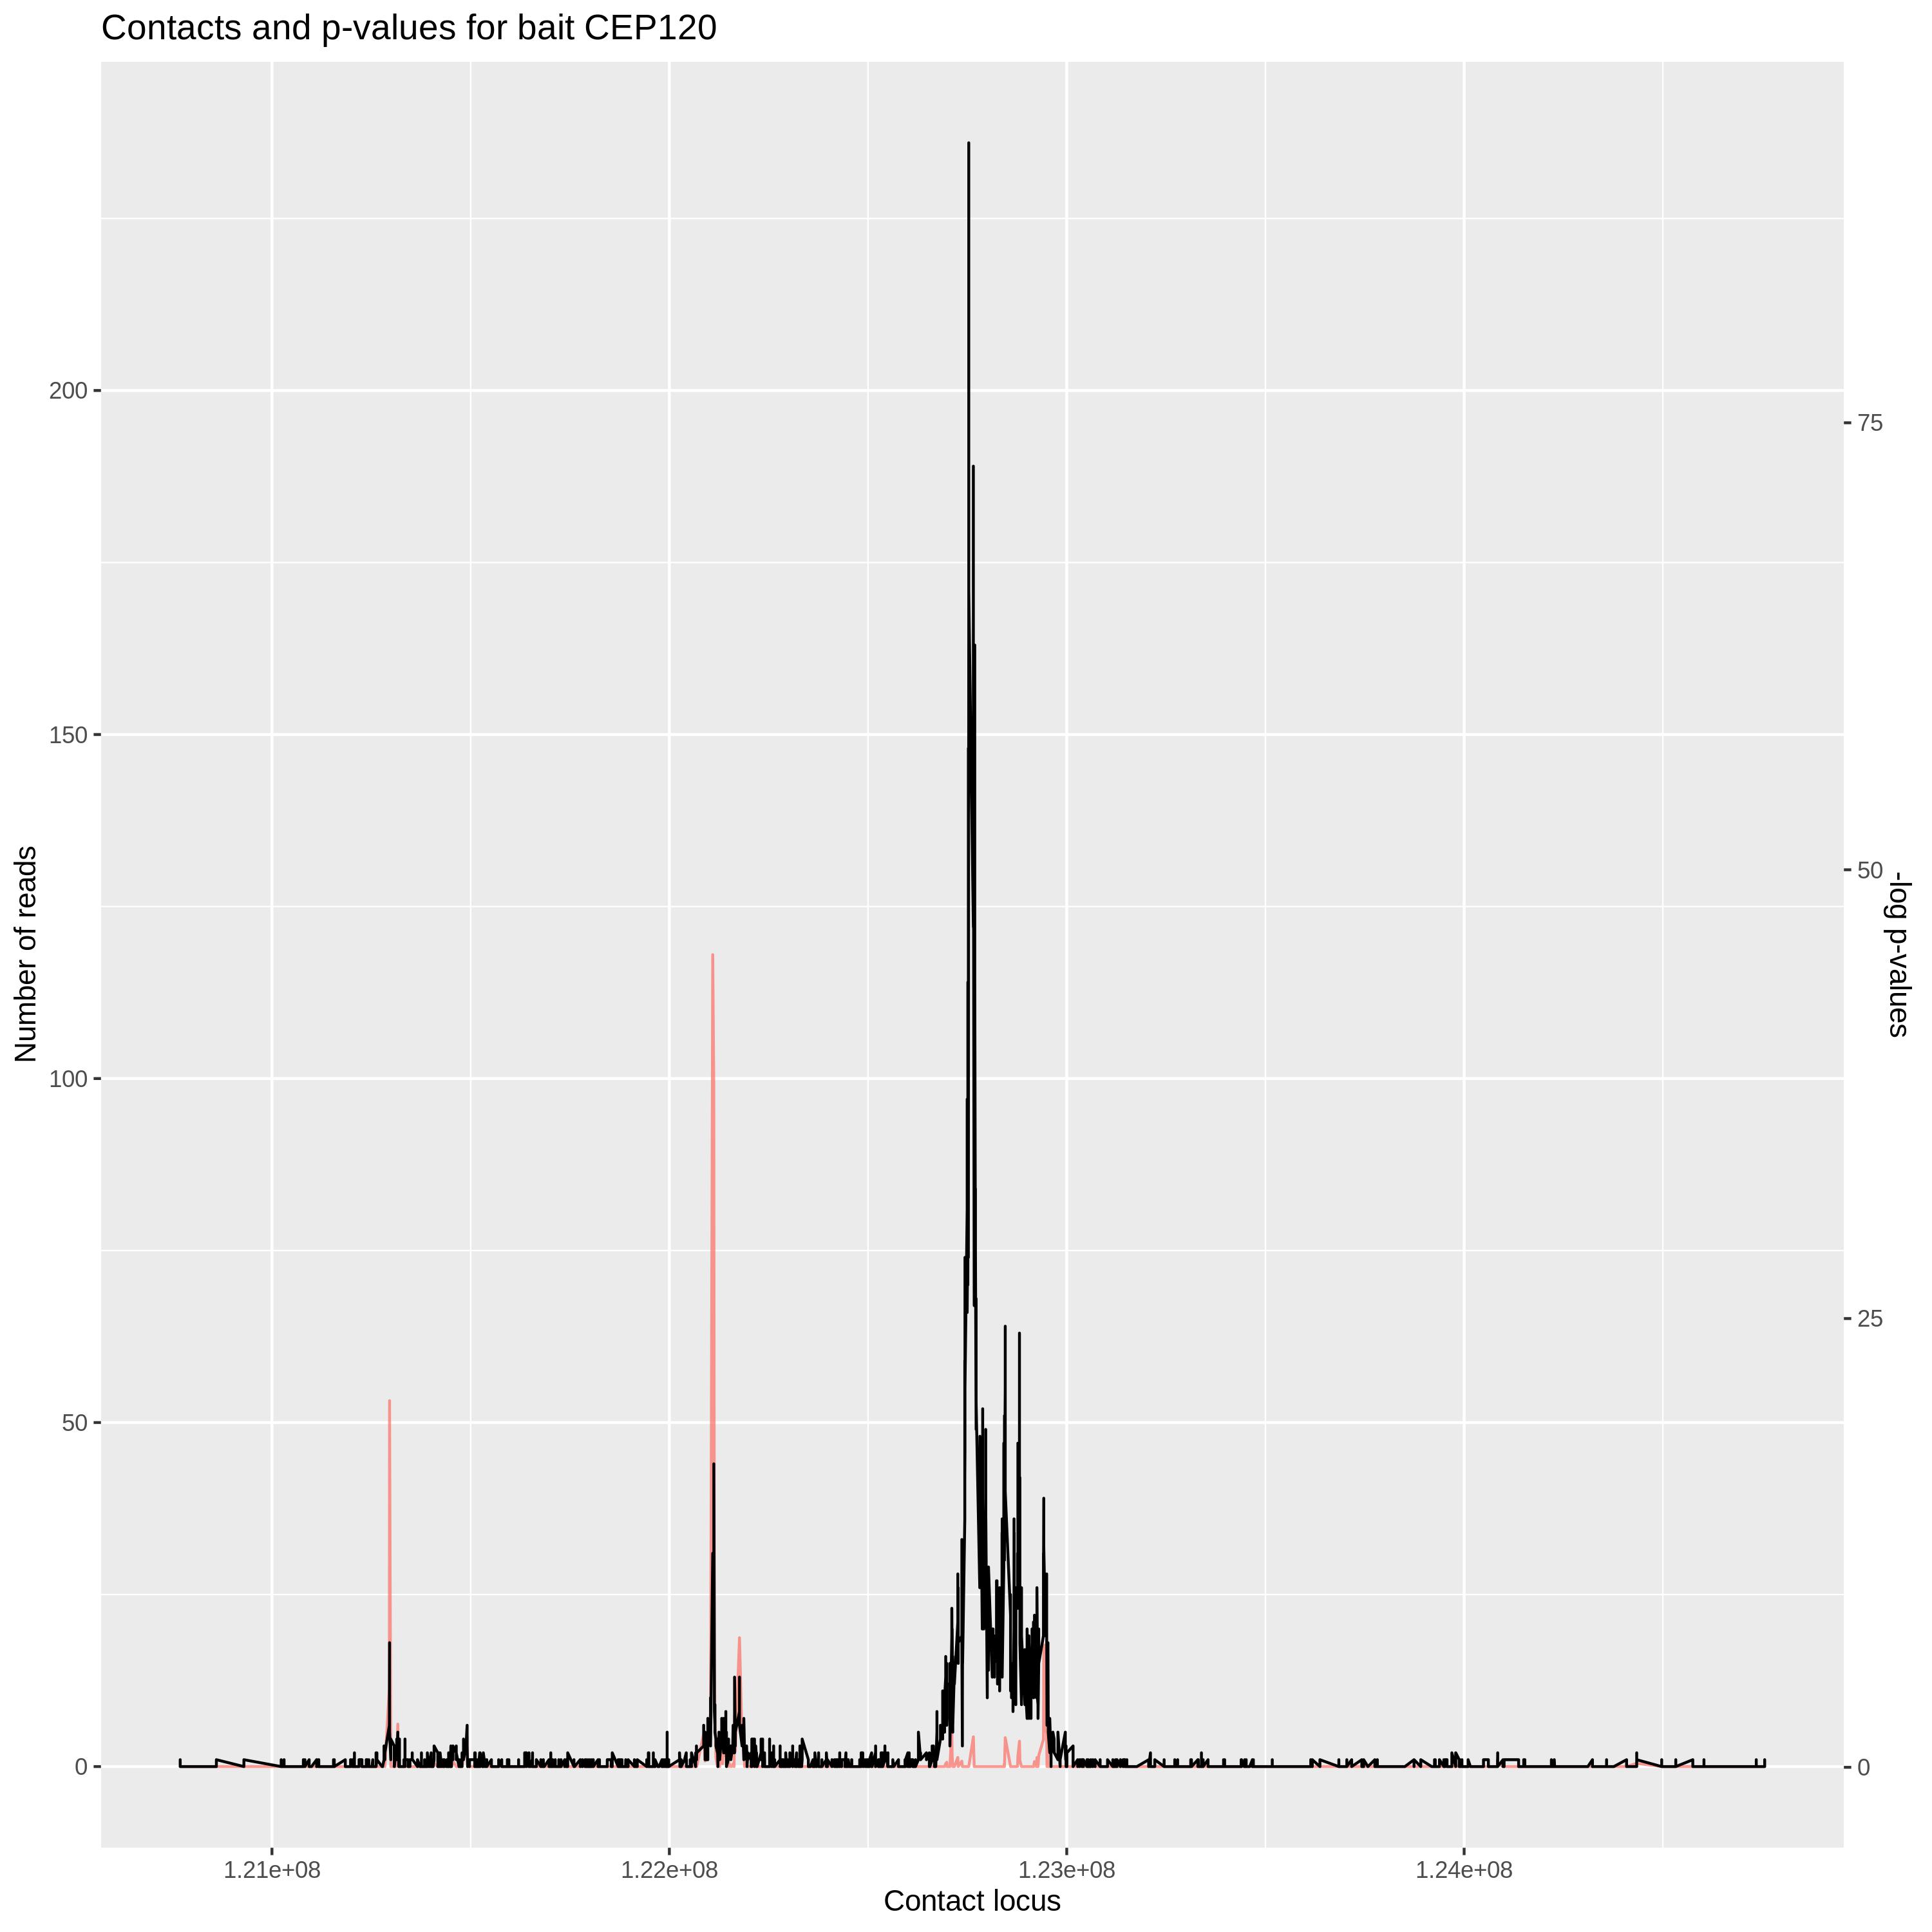 Contacts and p-values for bait CEP120
Number of reads
200
150
100
50
0
75
50
25
0
-log p-values
1.21e+08 1.22e+08 1.23e+08 1.24e+08
Contact locus